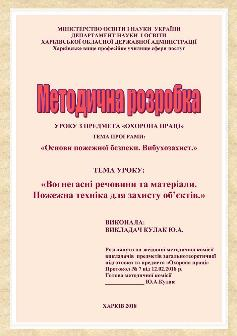 МІНІСТЕРСТВО ОСВІТИ І НАУКИ УКРАЇНИ
ДЕПАРТАМЕНТ НАУКИ І ОСВІТИ
ХАРКІВСЬКОЇ ОБЛАСНОЇ ДЕРЖАВНОЇ АДМІНІСТРАЦІЇ
Харківське вище професійне училище сфери послуг
Методична розробка
УРОКУ З ПРЕДМЕТА «ОХОРОНА ПРАЦІ»
ТЕМА ПРОГРАМИ:
«Основи пожежної безпеки. Вибухозахист.»
ТЕМА УРОКУ:
«Вогнегасні речовини та матеріали.
Пожежна техніка для захисту об'єктів.»
ВИКОНАЛА:
ВИКЛАДАЧ КУЛАК Ю.А.
Розглянуто на засіданні методичної комісії
викладачів предметів загальнотеоретичної
підготовки та предмета «Охорона праці»
Протокол № 7 від 12.02.2018 р.
Голова методичної комісії
Ю.А.Кулак
ХАРКІВ 2018